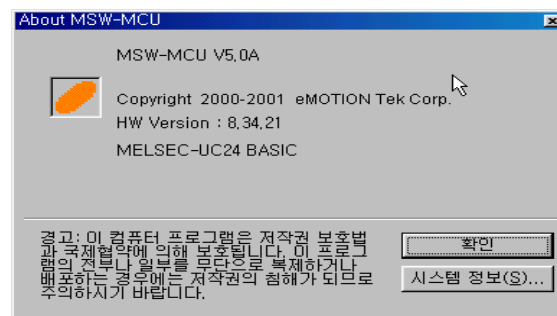 About MSW-MCU
MSW-MCU V5,0A
Copyright 2000-2001 eMOTION Tek Corp.
HW Version : 8,34,21
MELSEC-UC24 BASIC
경고: 이 컴퓨터 프로그램은 저작권 보호법
과 국제협약에 의해 보호됩니다. 이 프로그
램의 전부나 일부를 무단으로 복제하거나
배포하는 경우에는 저작권의 침해가 되므로
주의하시기 바랍니다.
확인
시스템 정보(S)...